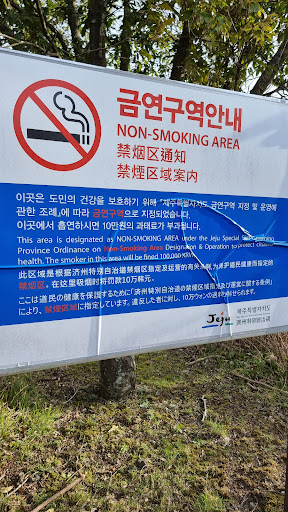 금연구역안내
NON-SMOKING AREA
禁烟区通知
禁煙区域案内
이곳은 도민의 건강을 보호하기 위해 「제주특별자치도 금연구역 지정 및 운영에
관한 조례」에 따라 금연구역으로 지정되었습니다.
이곳에서 흡연하시면 10만원의 과태료가 부과됩니다.
This area is designated as NON-SMOKING AREA under the Jeju Special Self-Governing
Province Ordinance on Non-Smoking Area Designation & Operation to protect citizen
health. The smoker in this area will be fined 100,000 KRW.
此区域是根据济州特别自治道禁烟区指定及运营的有关条例为保护道民健康而指定的
禁烟区。在这里吸烟时将罚款10万韩元.
ここは道民の健康を保護するために「済州特別自治道の禁煙区域指定及び運営に関する条例」
により、禁煙区域に指定しています。違反した者に対し、10万ウォンの過料が科せられます。
Jeju
제주특별자치도
濟州特別自治道